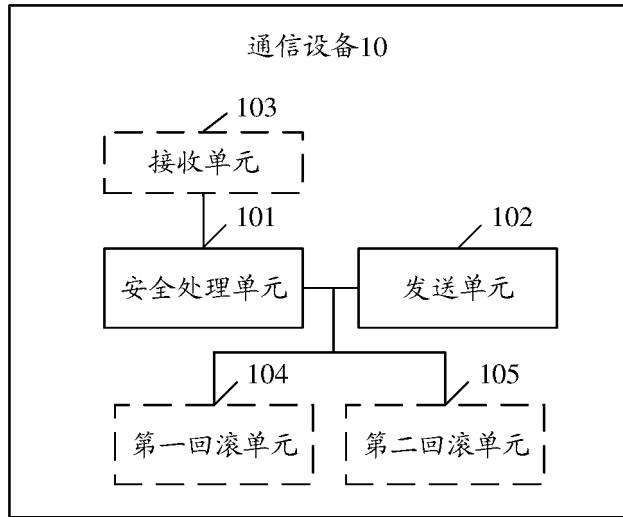 通信设备10
103
接收单元
101
102
安全处理单元
发送单元
104
105
第一回滚单元
第二回滚单元